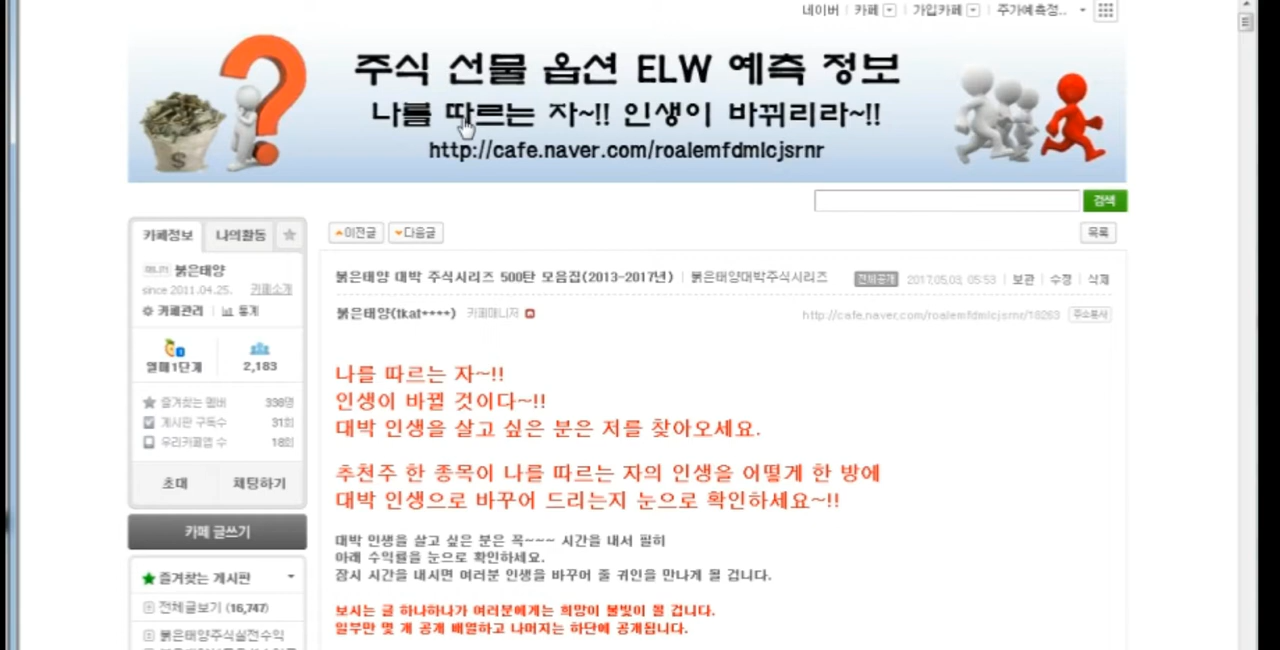 네이버 카페 가입카페 주가예측정..
주식 선물 옵션 ELW 예측 정보
나를 따르는 자~!! 인생이 바뀌리라~!!
http://cafe.naver.com/roalemfdmlcjsrnr
검색
카페정보 나의활동
이전글 다음글 목록
매니저 붉은태양
since 2011.04.25. 카페소개
카페관리 통계
열매1단계 2,183
즐겨찾는 멤버 338명
게시판 구독수 31회
우리카페앱 수 18회
초대 채팅하기
카페 글쓰기
즐겨찾는 게시판
전체글보기 (16,747)
붉은태양주식실전수익
붉은태양 대박 주식시리즈 500탄 모음집(2013-2017년) 붉은태양대박주식시리즈 전체공개 2017.05.03. 05:53 보관 수정 삭제
붉은태양(tkat****) 카페매니저 http://cafe.naver.com/roalemfdmlcjsrnr/18263 주소복사
나를 따르는 자~!!
인생이 바뀔 것이다~!!
대박 인생을 살고 싶은 분은 저를 찾아오세요.
추천주 한 종목이 나를 따르는 자의 인생을 어떻게 한 방에
대박 인생으로 바꾸어 드리는지 눈으로 확인하세요~!!
대박 인생을 살고 싶은 분은 꼭~~~ 시간을 내서 필히
아래 수익률을 눈으로 확인하세요.
잠시 시간을 내시면 여러분 인생을 바꾸어 줄 귀인을 만나게 될 겁니다.
보시는 글 하나하나가 여러분에게는 희망이 불빛이 될 겁니다.
일부만 몇 개 공개 배열하고 나머지는 하단에 공개됩니다.